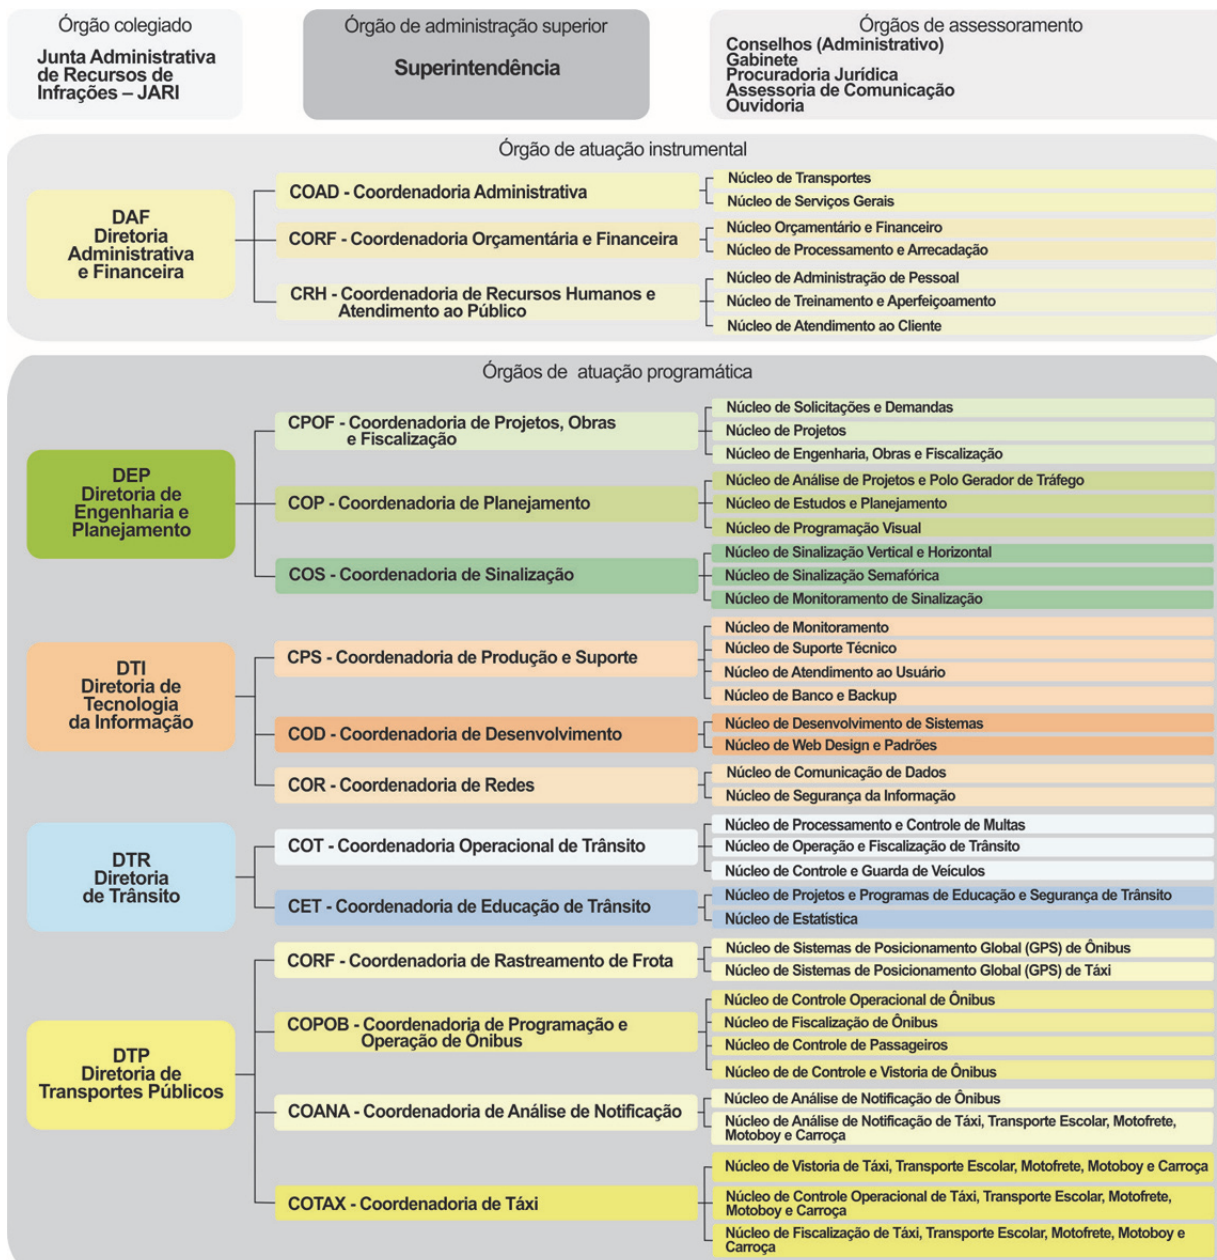 Órgão colegiado
Junta Administrativa
de Recursos de
Infrações – JARI
Órgão de administração superior
Superintendência
Órgãos de assessoramento
Conselhos (Administrativo)
Gabinete
Procuradoria Jurídica
Assessoria de Comunicação
Ouvidoria
Órgão de atuação instrumental
DAF
Diretoria
Administrativa
e Financeira
COAD - Coordenadoria Administrativa
Núcleo de Transportes
Núcleo de Serviços Gerais
CORF - Coordenadoria Orçamentária e Financeira
Núcleo Orçamentário e Financeiro
Núcleo de Processamento e Arrecadação
CRH - Coordenadoria de Recursos Humanos e
Atendimento ao Público
Núcleo de Administração de Pessoal
Núcleo de Treinamento e Aperfeiçoamento
Núcleo de Atendimento ao Cliente
Órgãos de atuação programática
DEP
Diretoria de
Engenharia e
Planejamento
CPOF - Coordenadoria de Projetos, Obras
e Fiscalização
Núcleo de Solicitações e Demandas
Núcleo de Projetos
Núcleo de Engenharia, Obras e Fiscalização
COP - Coordenadoria de Planejamento
Núcleo de Análise de Projetos e Polo Gerador de Tráfego
Núcleo de Estudos e Planejamento
Núcleo de Programação Visual
COS - Coordenadoria de Sinalização
Núcleo de Sinalização Vertical e Horizontal
Núcleo de Sinalização Semafórica
Núcleo de Monitoramento de Sinalização
DTI
Diretoria de
Tecnologia
da Informação
CPS - Coordenadoria de Produção e Suporte
Núcleo de Monitoramento
Núcleo de Suporte Técnico
Núcleo de Atendimento ao Usuário
Núcleo de Banco e Backup
COD - Coordenadoria de Desenvolvimento
Núcleo de Desenvolvimento de Sistemas
Núcleo de Web Design e Padrões
COR - Coordenadoria de Redes
Núcleo de Comunicação de Dados
Núcleo de Segurança da Informação
DTR
Diretoria
de Trânsito
COT - Coordenadoria Operacional de Trânsito
Núcleo de Processamento e Controle de Multas
Núcleo de Operação e Fiscalização de Trânsito
Núcleo de Controle e Guarda de Veículos
CET - Coordenadoria de Educação de Trânsito
Núcleo de Projetos e Programas de Educação e Segurança de Trânsito
Núcleo de Estatística
DTP
Diretoria de
Transportes Públicos
CORF - Coordenadoria de Rastreamento de Frota
Núcleo de Sistemas de Posicionamento Global (GPS) de Ônibus
Núcleo de Sistemas de Posicionamento Global (GPS) de Táxi
COPOB - Coordenadoria de Programação e
Operação de Ônibus
Núcleo de Controle Operacional de Ônibus
Núcleo de Fiscalização de Ônibus
Núcleo de Controle de Passageiros
Núcleo de de Controle e Vistoria de Ônibus
COANA - Coordenadoria de Análise de Notificação
Núcleo de Análise de Notificação de Ônibus
Núcleo de Análise de Notificação de Táxi, Transporte Escolar, Motofrete,
Motoboy e Carroça
COTAX - Coordenadoria de Táxi
Núcleo de Vistoria de Táxi, Transporte Escolar, Motofrete, Motoboy e Carroça
Núcleo de Controle Operacional de Táxi, Transporte Escolar, Motofrete,
Motoboy e Carroça
Núcleo de Fiscalização de Táxi, Transporte Escolar, Motofrete, Motoboy e
Carroça